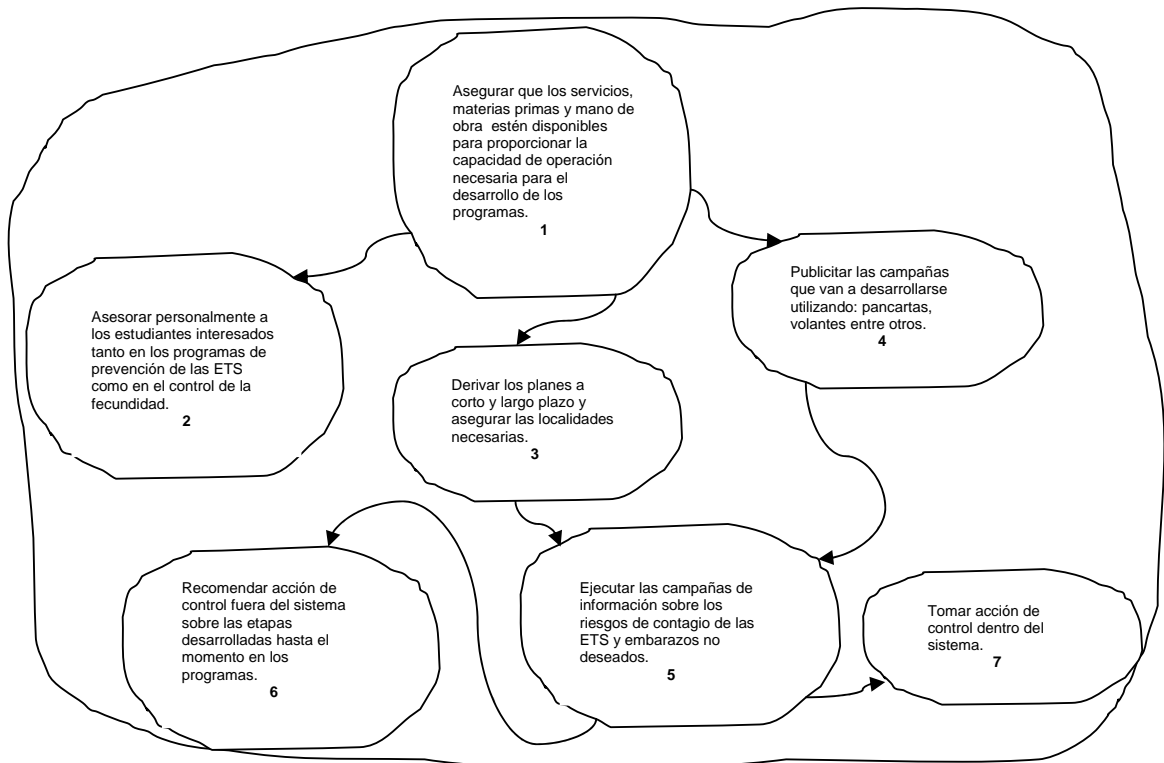 Asegurar que los servicios,
materias primas y mano de
obra estén disponibles
para proporcionar la
capacidad de operación
necesaria para el
desarrollo de los
programas.
1
Asesorar personalmente a
los estudiantes interesados
tanto en los programas de
prevención de las ETS
como en el control de la
fecundidad.
2
Derivar los planes a
corto y largo plazo y
asegurar las localidades
necesarias.
3
Publicitar las campañas
que van a desarrollarse
utilizando: pancartas,
volantes entre otros.
4
Ejecutar las campañas de
información sobre los
riesgos de contagio de las
ETS y embarazos no
deseados.
5
Recomendar acción de
control fuera del sistema
sobre las etapas
desarrolladas hasta el
momento en los
programas.
6
Tomar acción de
control dentro del
sistema.
7